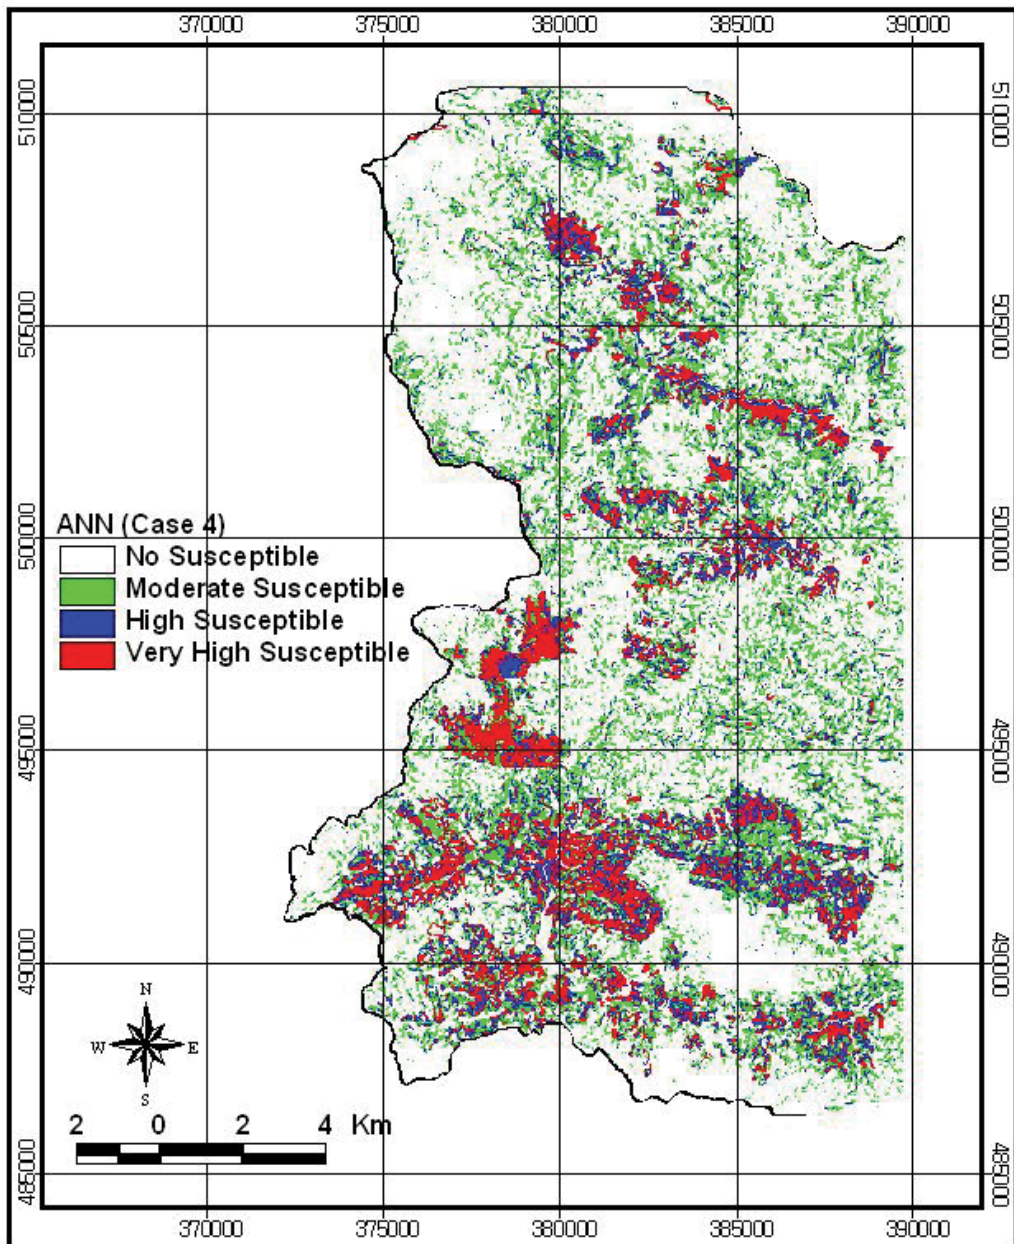 370000 375000 380000 385000 390000
510000 510000
505000 505000
500000 500000
495000 495000
490000 490000
485000 485000
ANN (Case 4)
No Susceptible
Moderate Susceptible
High Susceptible
Very High Susceptible
N
W E
S
2 0 2 4 Km
370000 375000 380000 385000 390000